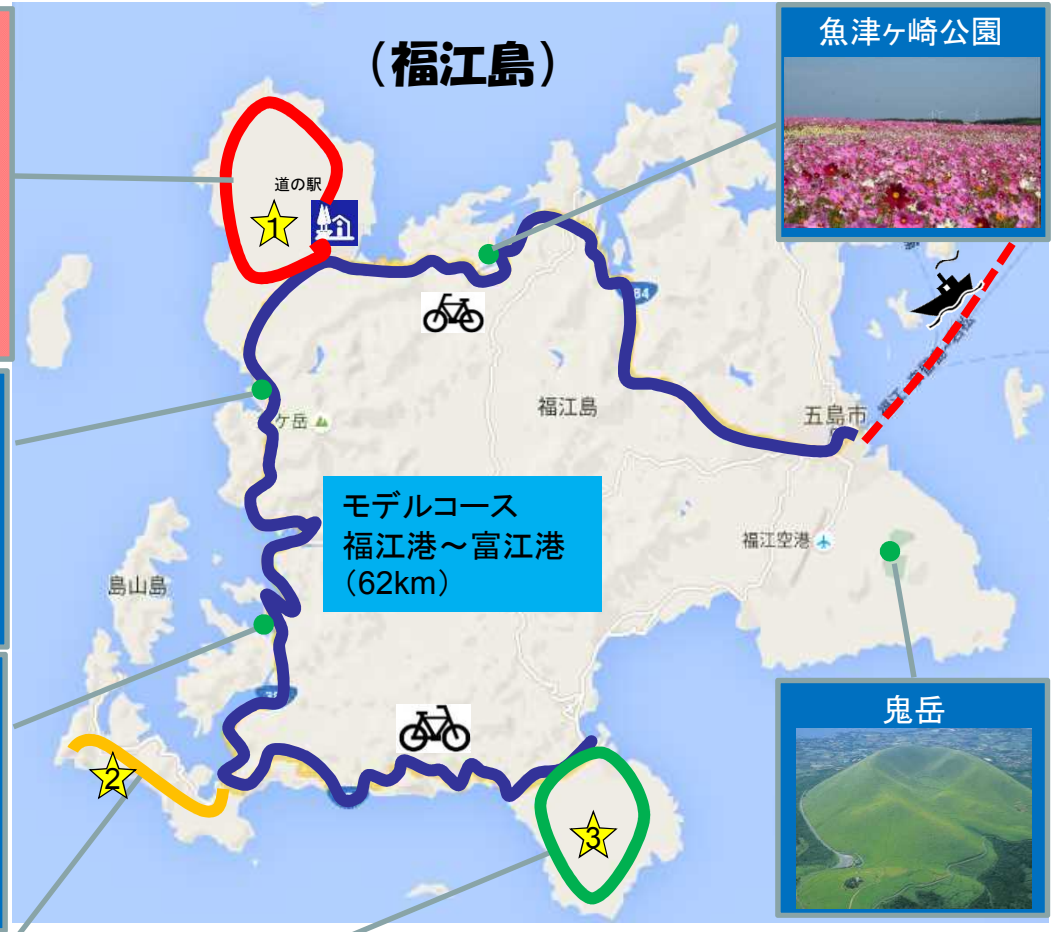 (福江島)
魚津ヶ崎公園
道の駅
1
84
福江島
五島市
ケ岳
モデルコース
福江港～富江港
(62km)
福江空港
島山島
鬼岳
2
3